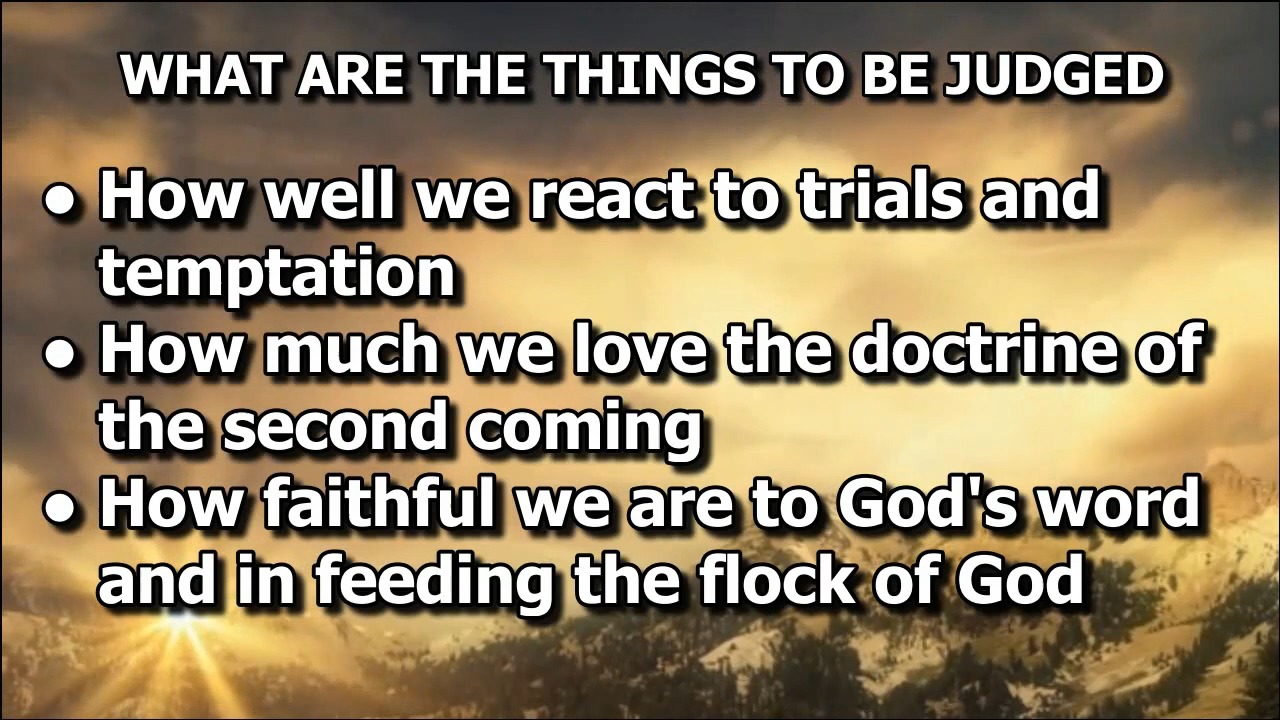 WHAT ARE THE THINGS TO BE JUDGED
● How well we react to trials and
temptation
● How much we love the doctrine of
the second coming
● How faithful we are to God's word
and in feeding the flock of God